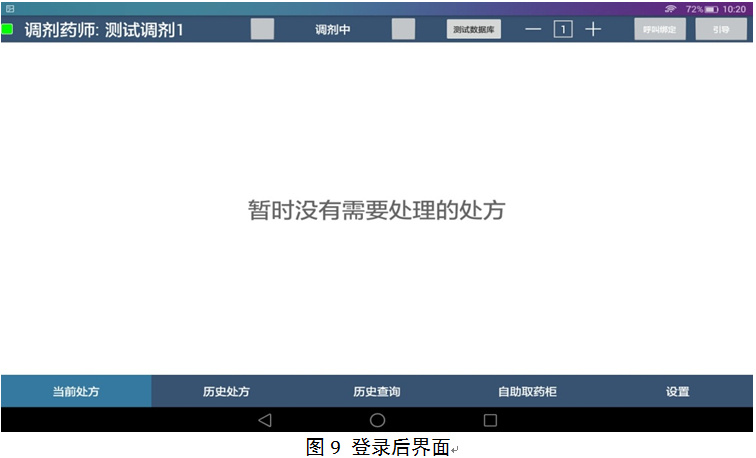 72% 10:20
调剂药师: 测试调剂1 调剂中 测试数据库 1 呼叫绑定 引导
暂时没有需要处理的处方
当前处方 历史处方 历史查询 自助取药柜 设置
图 9 登录后界面